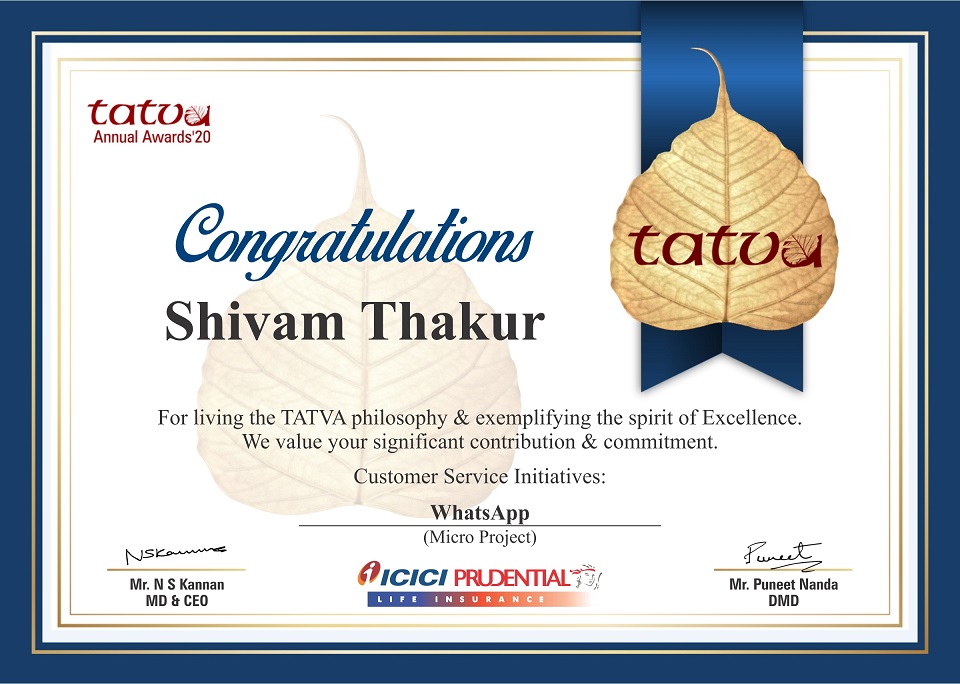 tatva
Annual Awards'20
tatva
Congratulations
Shivam Thakur
For living the TATVA philosophy & exemplifying the spirit of Excellence.
We value your significant contribution & commitment.
Customer Service Initiatives:
WhatsApp
(Micro Project)
NSKannan
Mr. N S Kannan
MD & CEO
ICICI PRUDENTIAL
LIFE INSURANCE
Puneet
Mr. Puneet Nanda
DMD